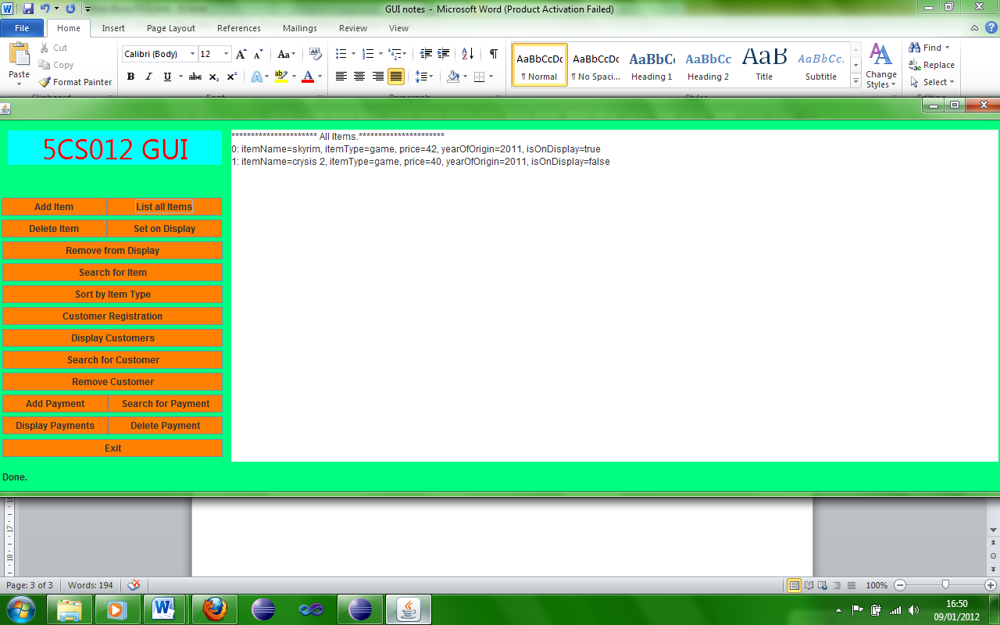 GUI notes - Microsoft Word (Product Activation Failed)
File Home Insert Page Layout References Mailings Review View
Paste
Cut
Copy
Format Painter
Calibri (Body) 12
AaBbCcDc AaBbCcDc AaBbCc AaBbCc AaB AaBbCc.
¶ Normal ¶ No Spaci... Heading 1 Heading 2 Title Subtitle
Change Styles
Find
Replace
Select
5CS012 GUI
Add Item List all Items
Delete Item Set on Display
Remove from Display
Search for Item
Sort by Item Type
Customer Registration
Display Customers
Search for Customer
Remove Customer
Add Payment Search for Payment
Display Payments Delete Payment
Exit
Done.
********************** All Items.**********************
0: itemName=skyrim, itemType=game, price=42, yearOfOrigin=2011, isOnDisplay=true
1: itemName=crysis 2, itemType=game, price=40, yearOfOrigin=2011, isOnDisplay=false
17
18
Page: 3 of 3 Words: 194 100%
16:50
09/01/2012